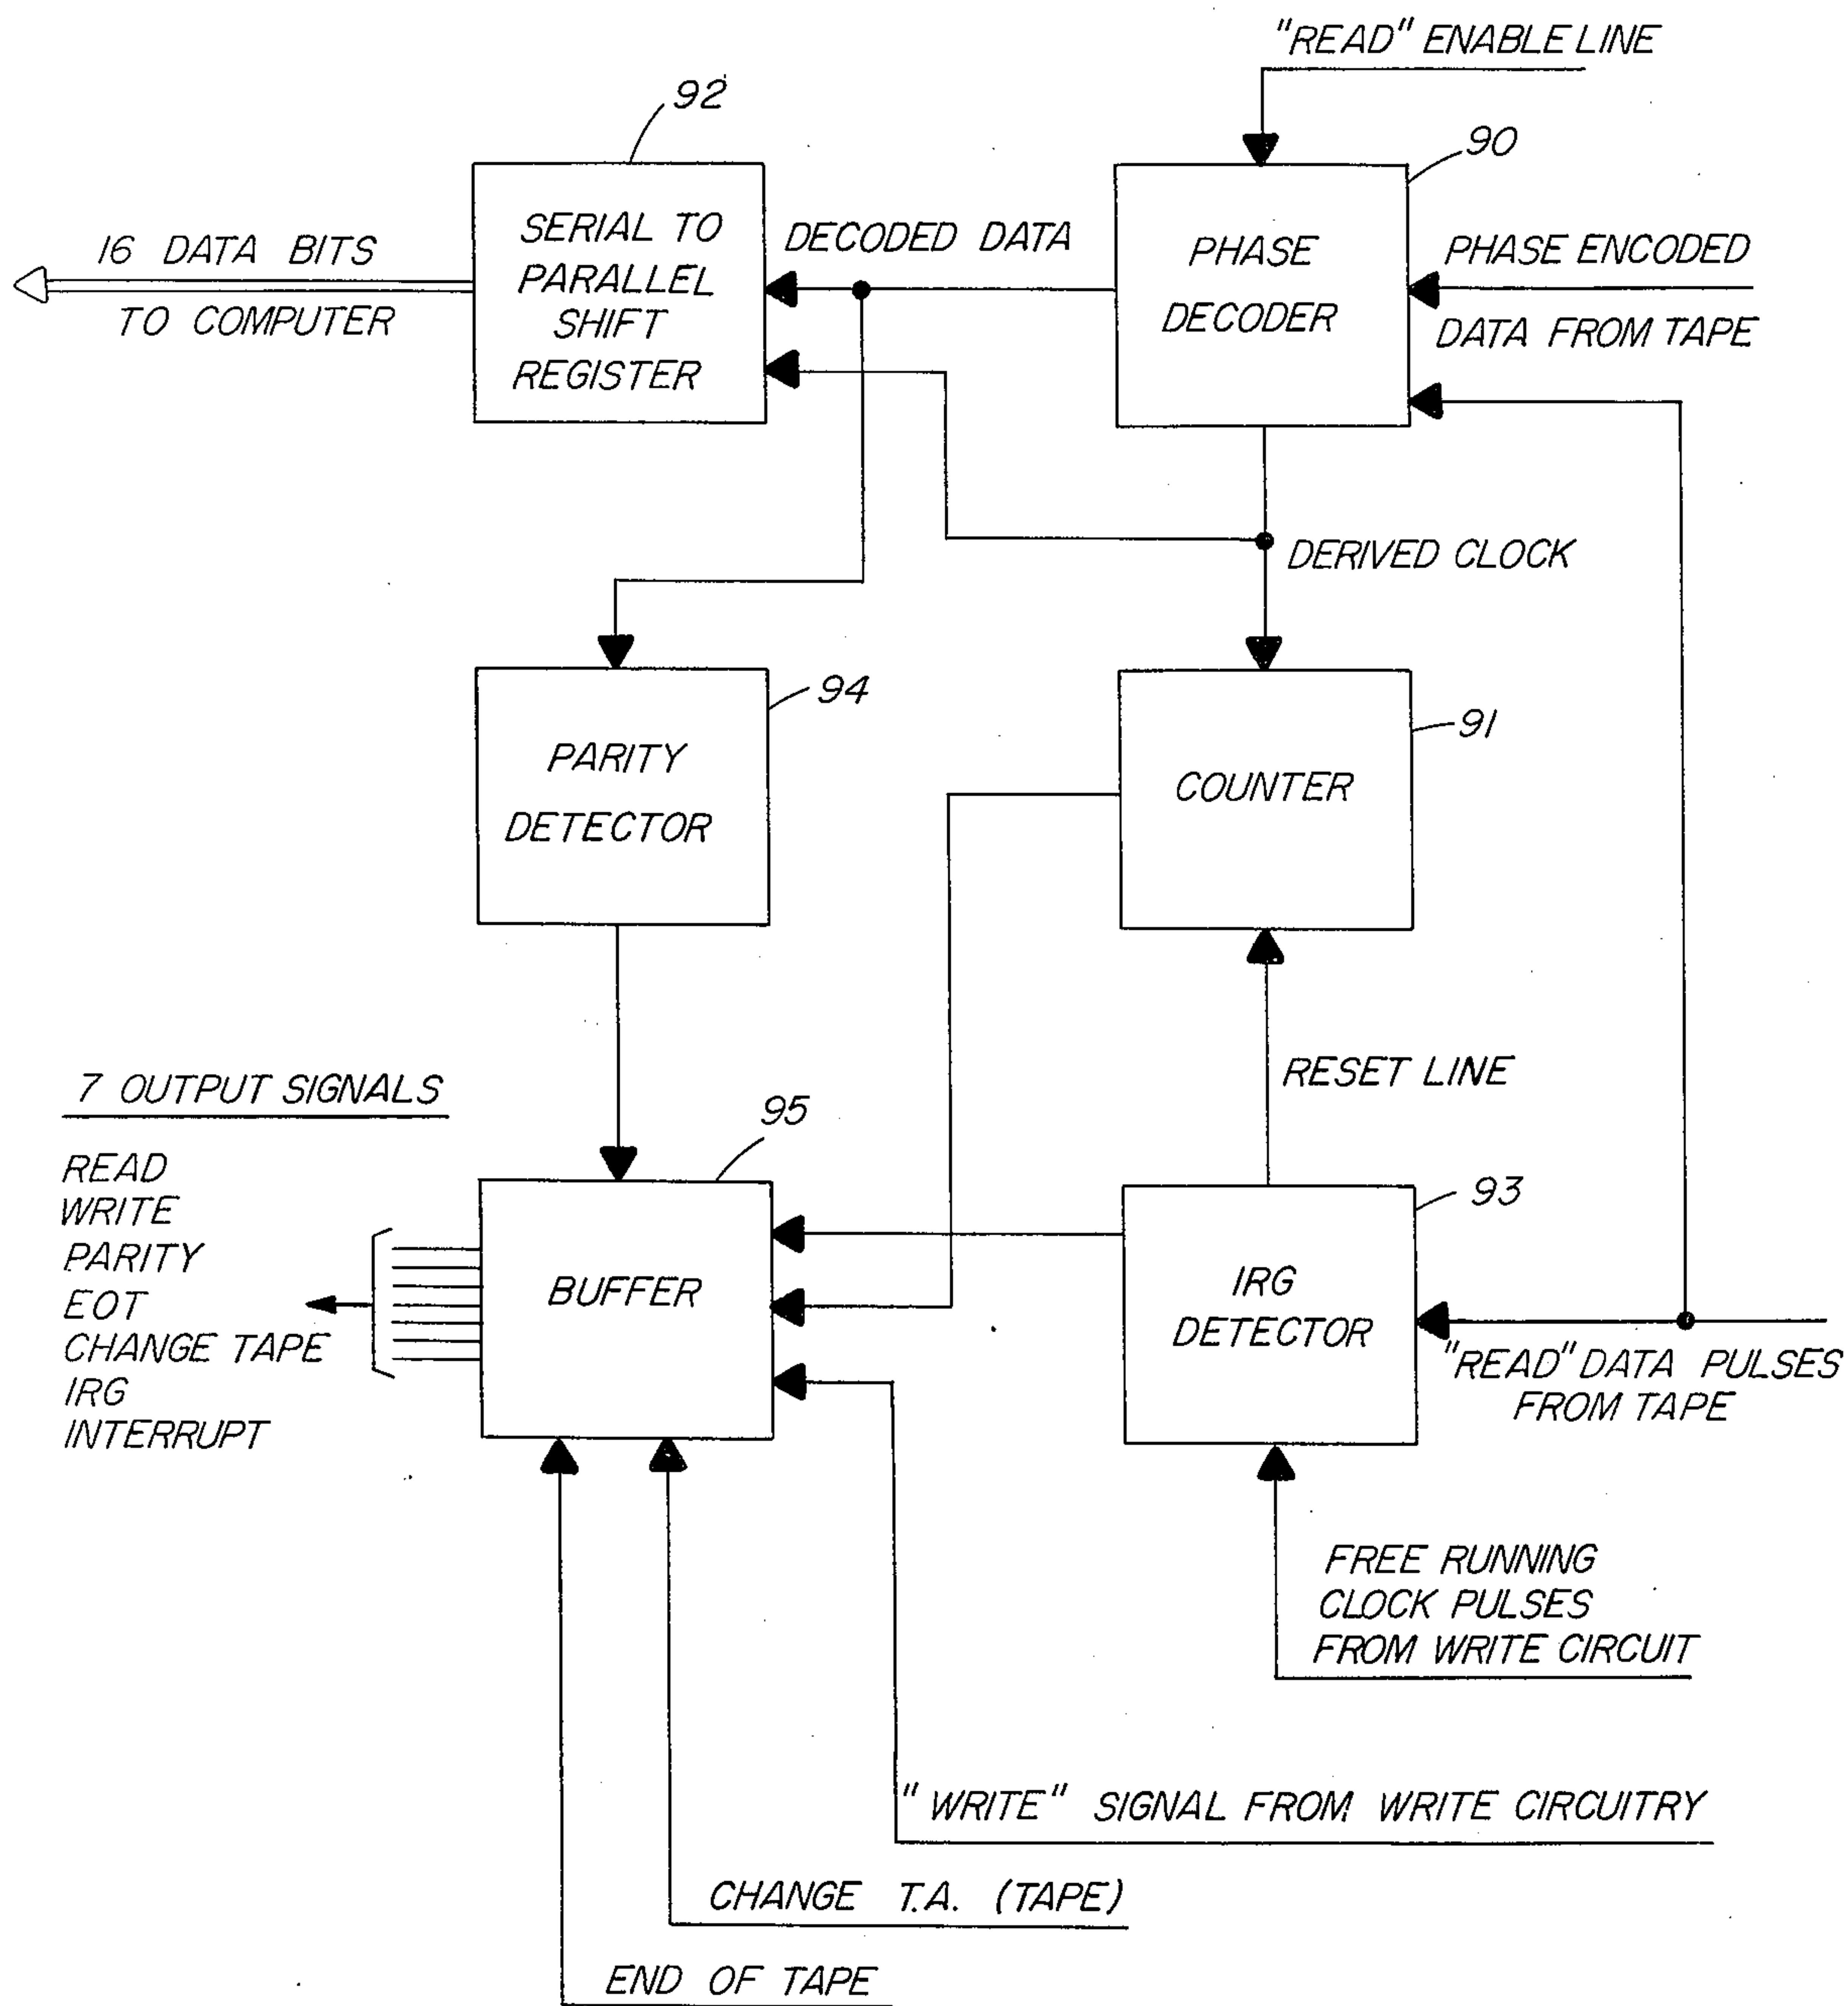 "READ" ENABLE LINE
92
90
SERIAL TO
PARALLEL
SHIFT
REGISTER
16 DATA BITS
TO COMPUTER
DECODED DATA
PHASE
DECODER
PHASE ENCODED
DATA FROM TAPE
DERIVED CLOCK
94
PARITY
DETECTOR
91
COUNTER
RESET LINE
7 OUTPUT SIGNALS
READ
WRITE
PARITY
EOT
CHANGE TAPE
IRG
INTERRUPT
95
BUFFER
93
IRG
DETECTOR
"READ" DATA PULSES
FROM TAPE
FREE RUNNING
CLOCK PULSES
FROM WRITE CIRCUIT
"WRITE" SIGNAL FROM WRITE CIRCUITRY
CHANGE T.A. (TAPE)
END OF TAPE